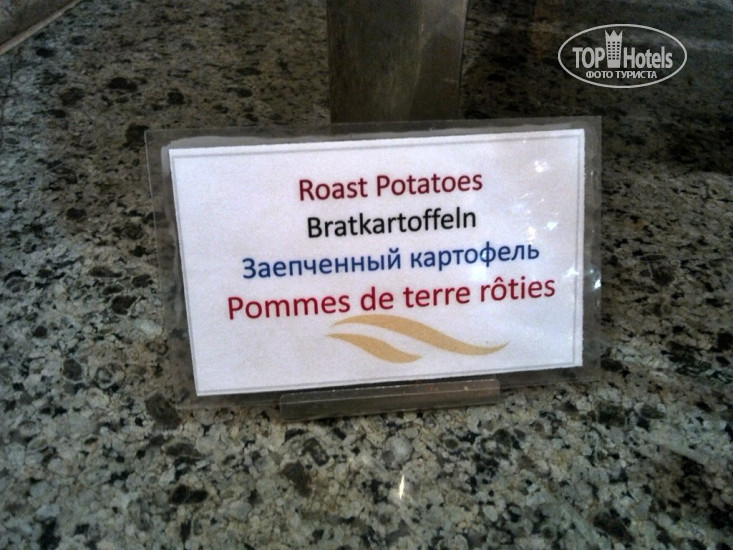 TOP Hotels
ФОТО ТУРИСТА
Roast Potatoes
Bratkartoffeln
Заепченный картофель
Pommes de terre rôties